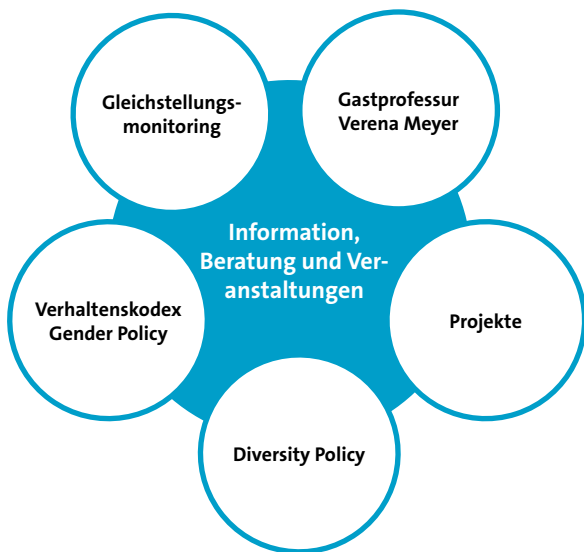 Gleichstellungs-
monitoring
Gastprofessur
Verena Meyer
Information,
Beratung und Ver-
anstaltungen
Verhaltenskodex
Gender Policy
Projekte
Diversity Policy